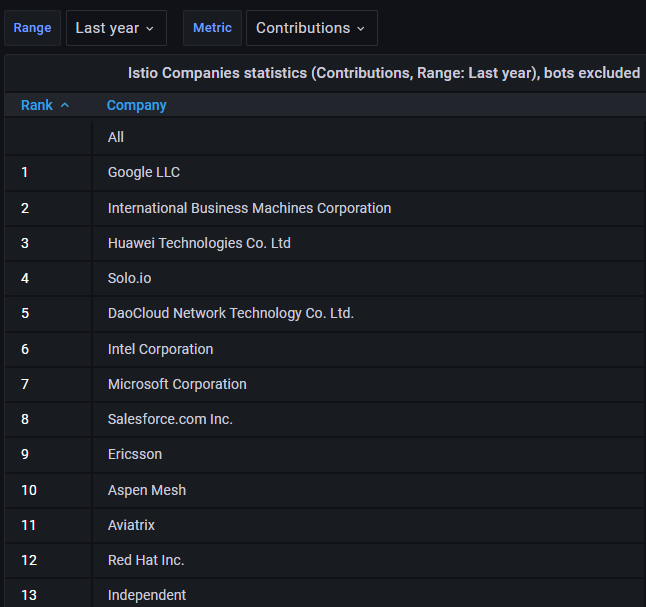 Range Last year Metric Contributions
Istio Companies statistics (Contributions, Range: Last year), bots excluded
Rank Company
All
1 Google LLC
2 International Business Machines Corporation
3 Huawei Technologies Co. Ltd
4 Solo.io
5 DaoCloud Network Technology Co. Ltd.
6 Intel Corporation
7 Microsoft Corporation
8 Salesforce.com Inc.
9 Ericsson
10 Aspen Mesh
11 Aviatrix
12 Red Hat Inc.
13 Independent